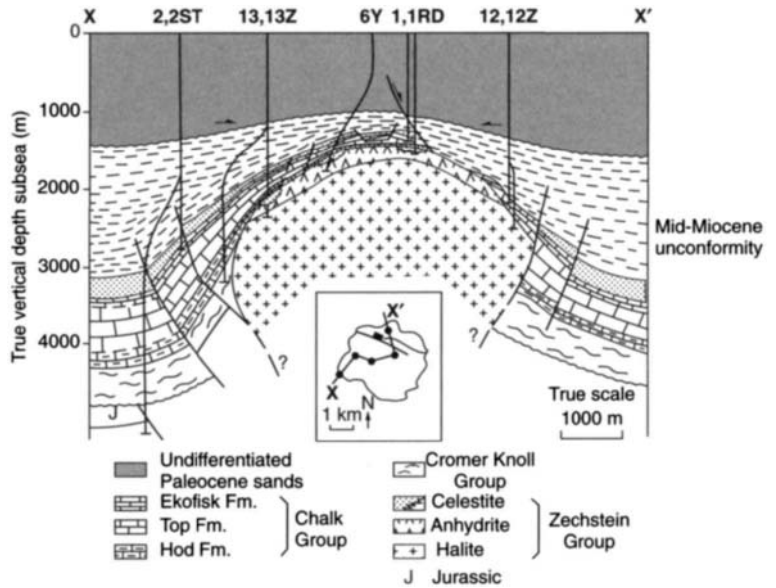 X 2,2ST 13,13Z 6Y 1,1RD 12,12Z X'
0
1000
2000
3000
4000
True vertical depth subsea (m)
Mid-Miocene
unconformity
J
?
?
X'
X
N
1 km
True scale
1000 m
Undifferentiated
Paleocene sands
Ekofisk Fm.
Top Fm.
Hod Fm.
Chalk
Group
Cromer Knoll
Group
Celestite
Anhydrite
Halite
Zechstein
Group
J Jurassic